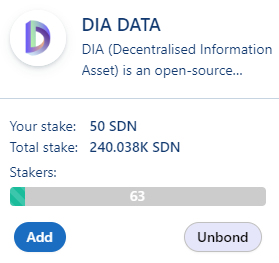 DIA DATA
DIA (Decentralised Information
Asset) is an open-source...
Your stake: 50 SDN
Total stake: 240.038K SDN
Stakers:
63
Add Unbond